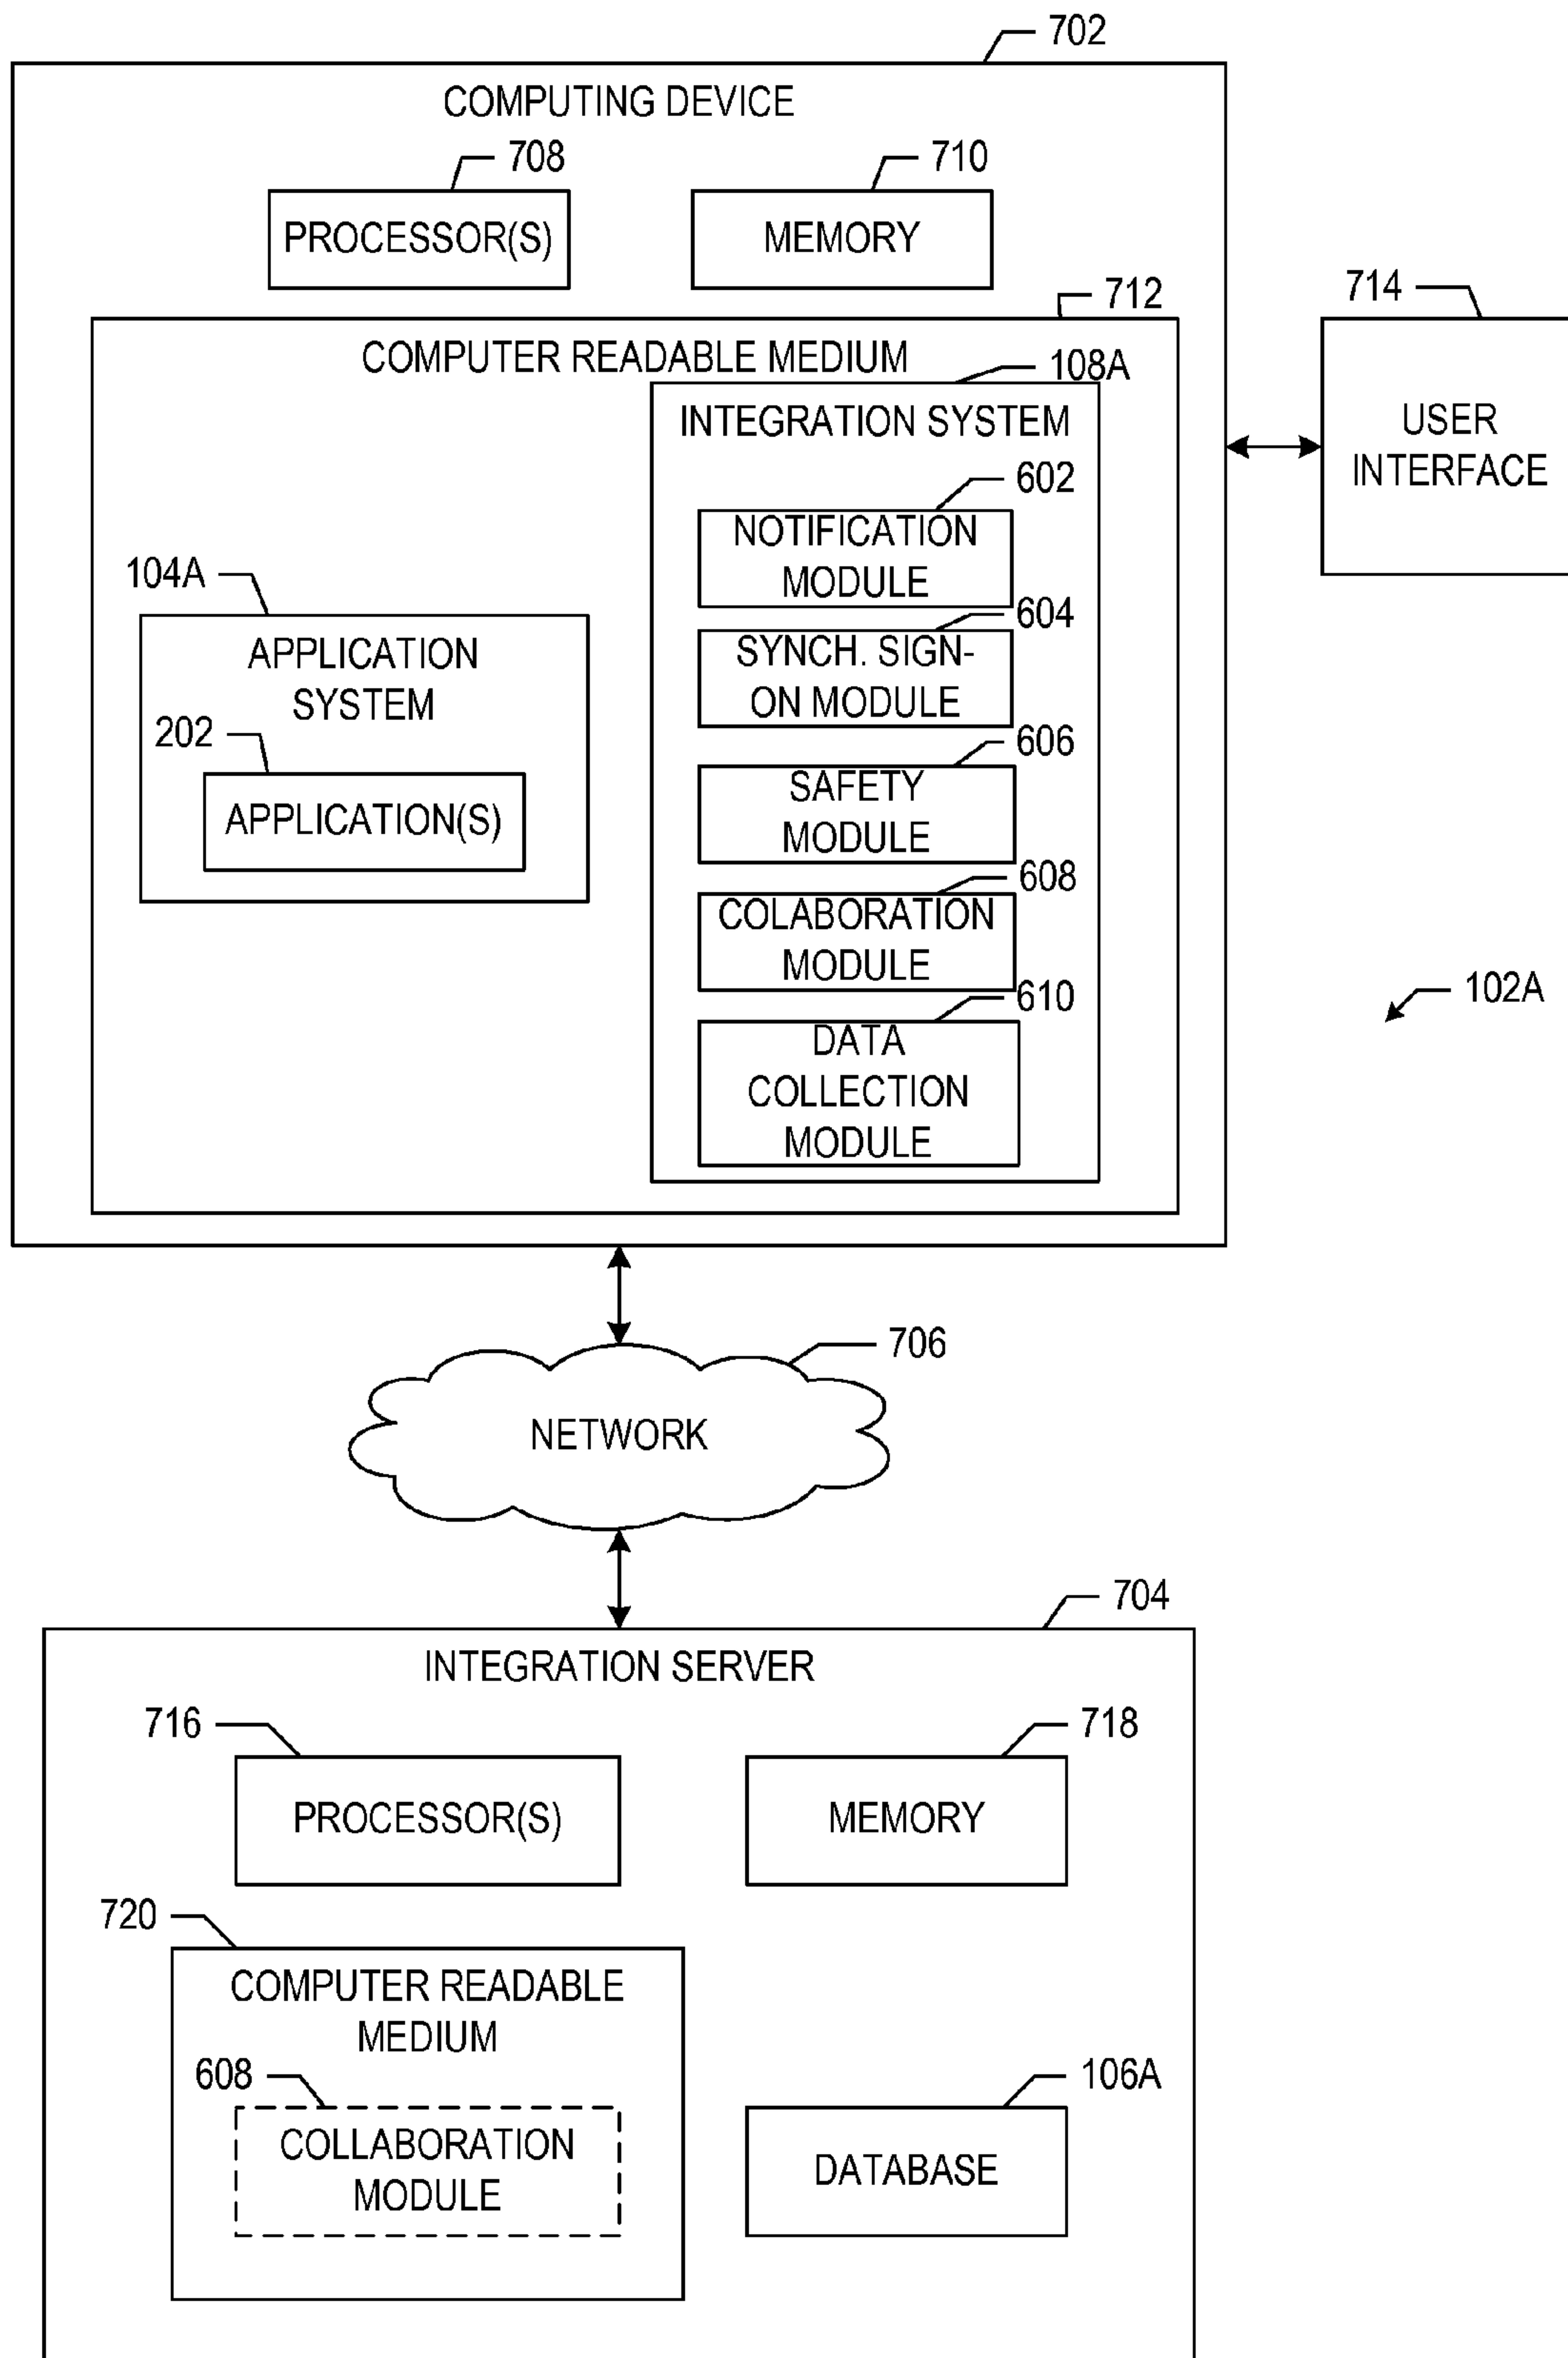 702
COMPUTING DEVICE
708
710
PROCESSOR(S)
MEMORY
712
714
COMPUTER READABLE MEDIUM
108A
INTEGRATION SYSTEM
USER
INTERFACE
602
NOTIFICATION
MODULE
104A
604
APPLICATION
SYSTEM
SYNCH. SIGN-
ON MODULE
202
606
APPLICATION(S)
SAFETY
MODULE
608
COLABORATION
MODULE
102A
610
DATA
COLLECTION
MODULE
706
NETWORK
704
INTEGRATION SERVER
716
718
PROCESSOR(S)
MEMORY
720
COMPUTER READABLE
MEDIUM
608
106A
COLLABORATION
MODULE
DATABASE